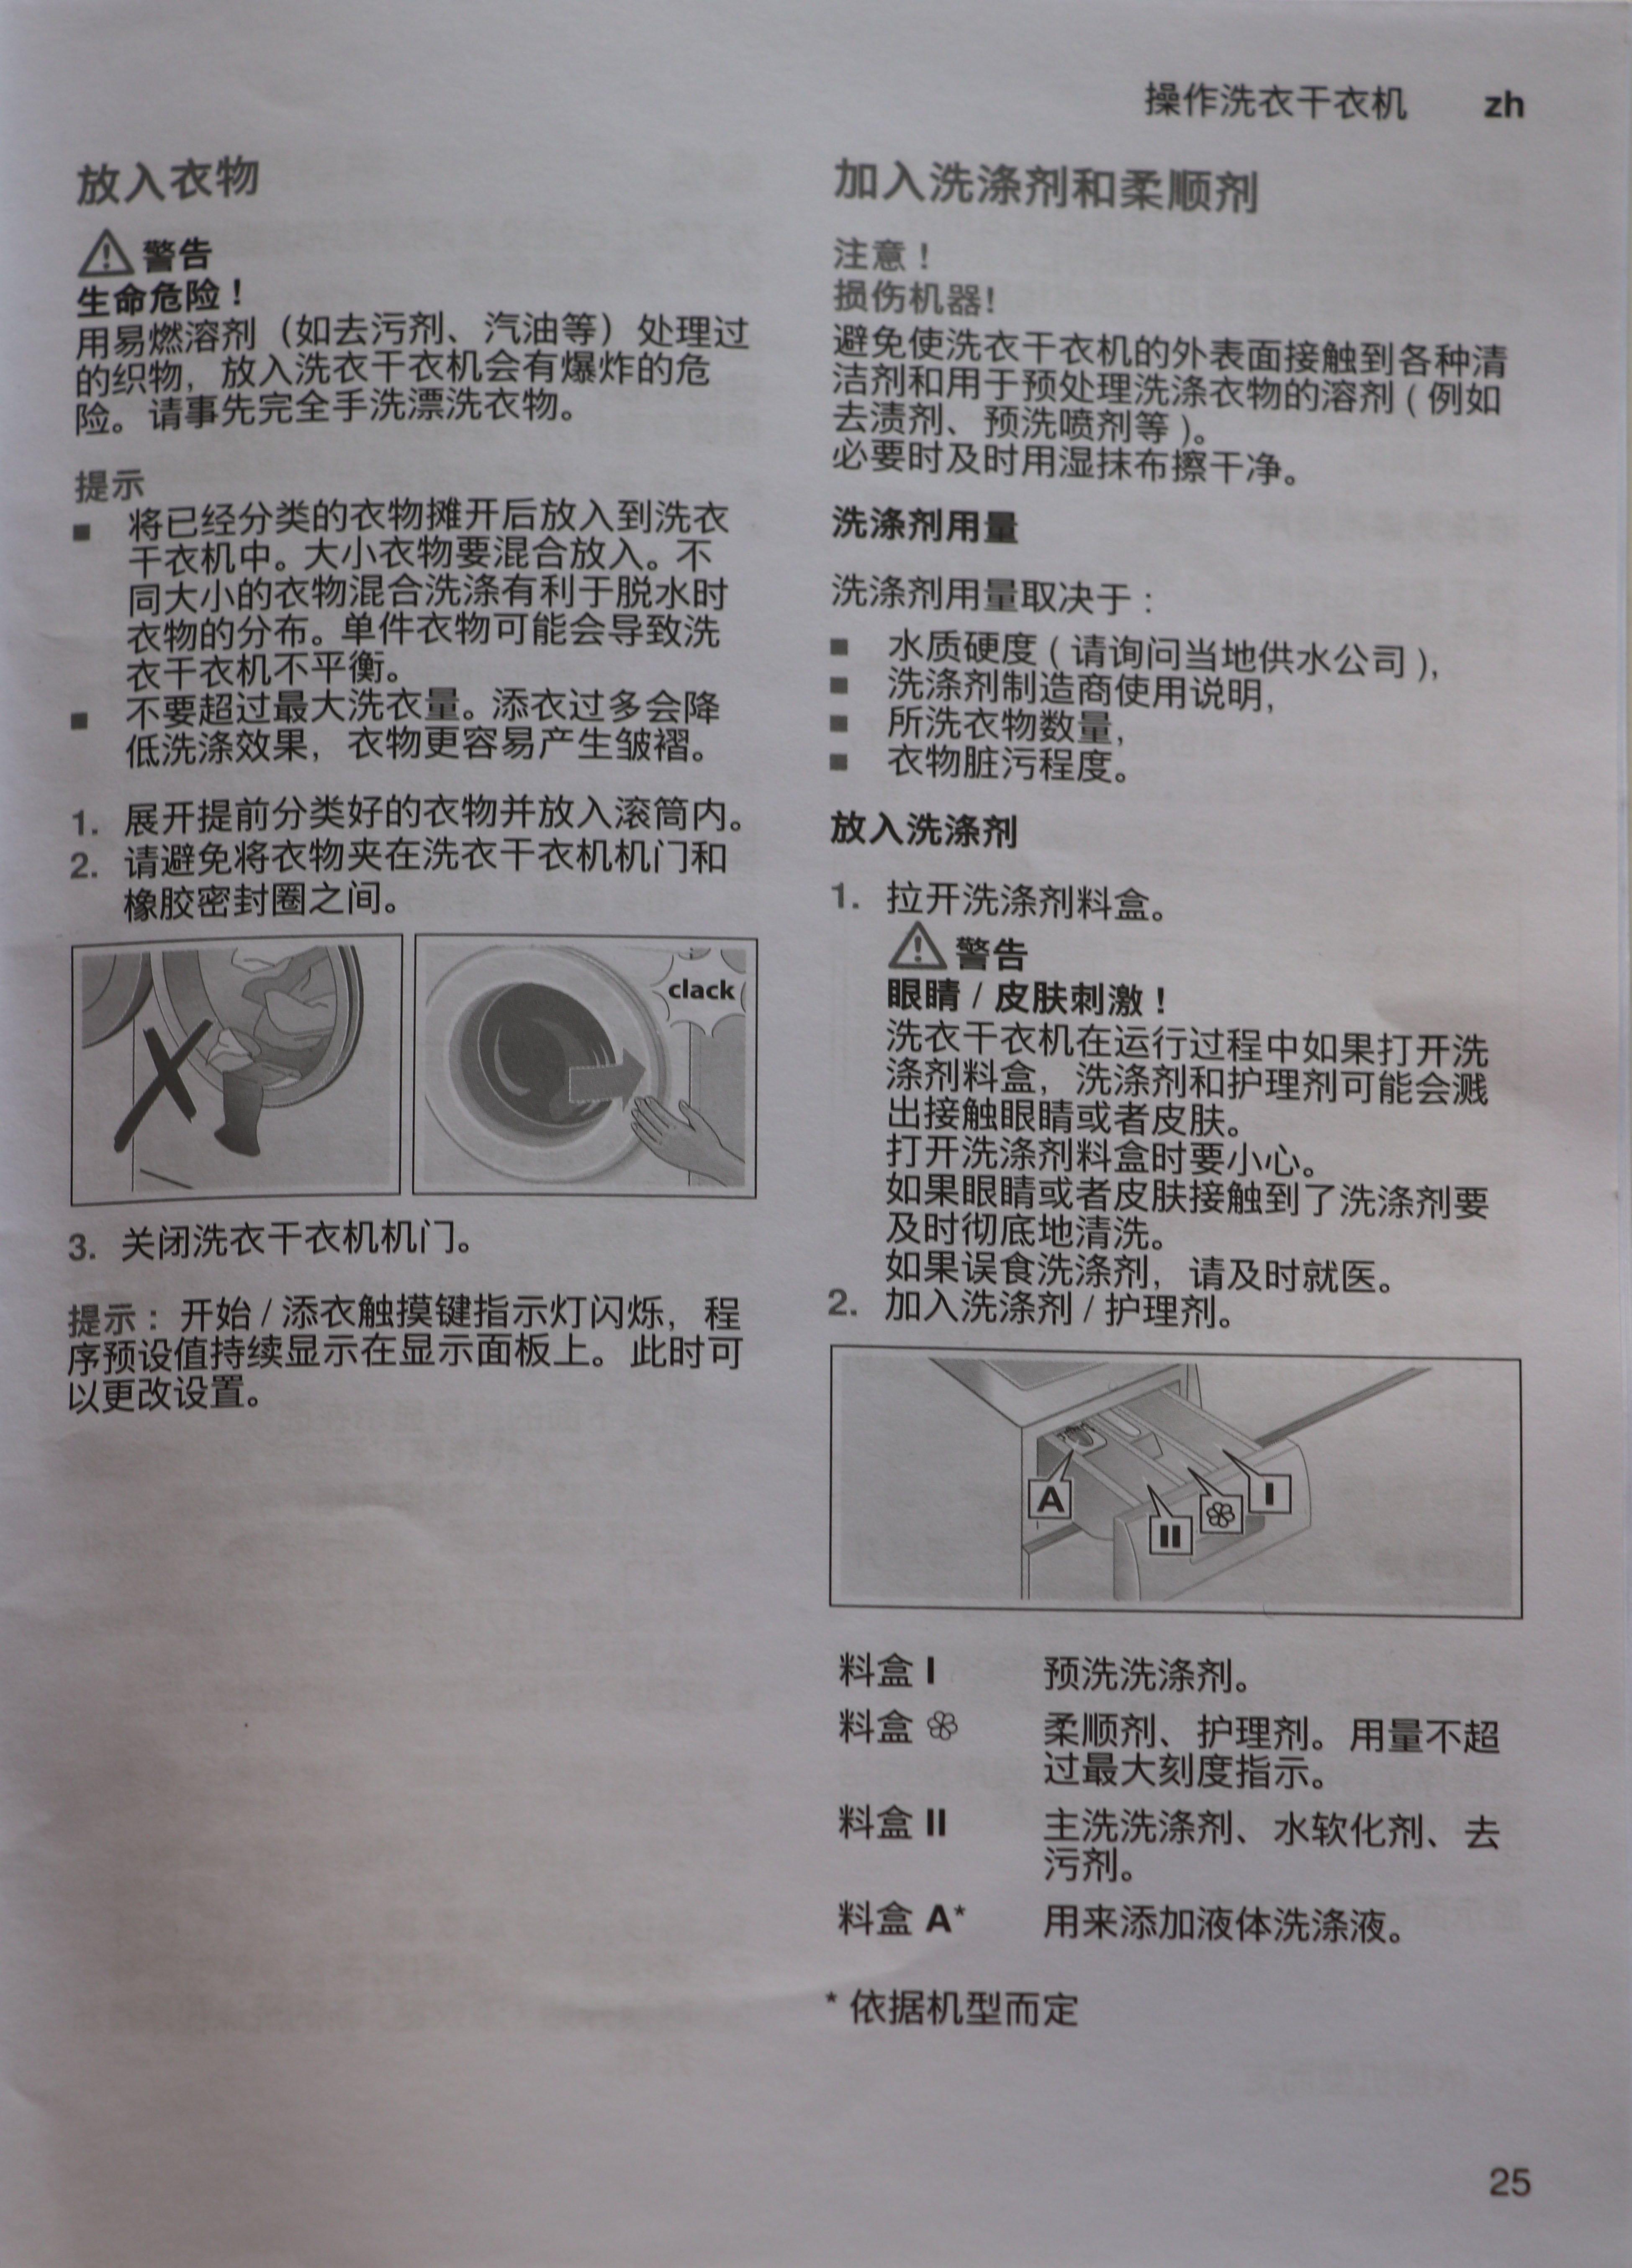 操作洗衣干衣机 zh
放入衣物
警告
生命危险！
用易燃溶剂（如去污剂、汽油等）处理过
的织物，放入洗衣干衣机会有爆炸的危
险。请事先完全手洗漂洗衣物。
提示
■ 将已经分类的衣物摊开后放入到洗衣
干衣机中。大小衣物要混合放入。不
同大小的衣物混合洗涤有利于脱水时
衣物的分布。单件衣物可能会导致洗
衣干衣机不平衡。
■ 不要超过最大洗衣量。添衣过多会降
低洗涤效果，衣物更容易产生皱褶。
1. 展开提前分类好的衣物并放入滚筒内。
2. 请避免将衣物夹在洗衣干衣机机门和
橡胶密封圈之间。
clack
3. 关闭洗衣干衣机机门。
提示：开始 / 添衣触摸键指示灯闪烁，程
序预设值持续显示在显示面板上。此时可
以更改设置。
加入洗涤剂和柔顺剂
注意！
损伤机器!
避免使洗衣干衣机的外表面接触到各种清
洁剂和用于预处理洗涤衣物的溶剂 ( 例如
去渍剂、预洗喷剂等 )。
必要时及时用湿抹布擦干净。
洗涤剂用量
洗涤剂用量取决于：
■ 水质硬度 ( 请询问当地供水公司 ),
■ 洗涤剂制造商使用说明,
■ 所洗衣物数量,
■ 衣物脏污程度。
放入洗涤剂
1. 拉开洗涤剂料盒。
警告
眼睛 / 皮肤刺激！
洗衣干衣机在运行过程中如果打开洗
涤剂料盒，洗涤剂和护理剂可能会溅
出接触眼睛或者皮肤。
打开洗涤剂料盒时要小心。
如果眼睛或者皮肤接触到了洗涤剂要
及时彻底地清洗。
如果误食洗涤剂，请及时就医。
2. 加入洗涤剂 / 护理剂。
A
II
I
料盒 I 预洗洗涤剂。
料盒 柔顺剂、护理剂。用量不超
过最大刻度指示。
料盒 II 主洗洗涤剂、水软化剂、去
污剂。
料盒 A* 用来添加液体洗涤液。
* 依据机型而定
25